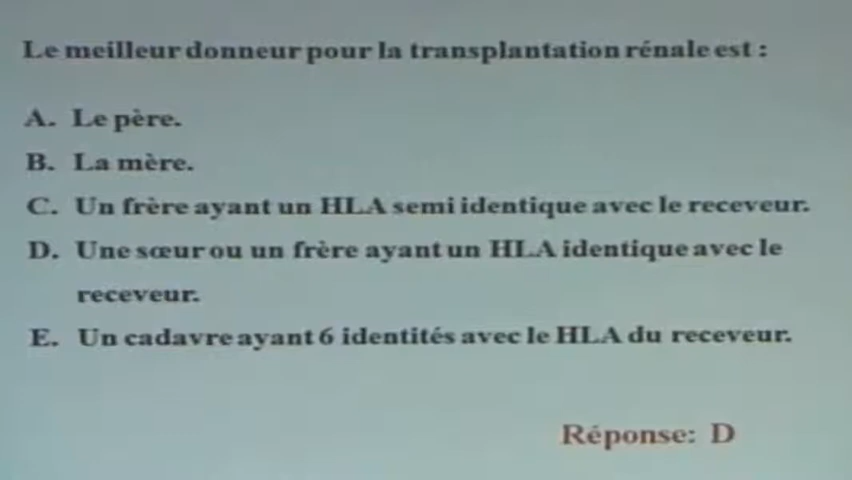 Le meilleur donneur pour la transplantation rénale est :
A. Le père.
B. La mère.
C. Un frère ayant un HLA semi identique avec le receveur.
D. Une sœur ou un frère ayant un HLA identique avec le
receveur.
E. Un cadavre ayant 6 identités avec le HLA du receveur.
Réponse: D